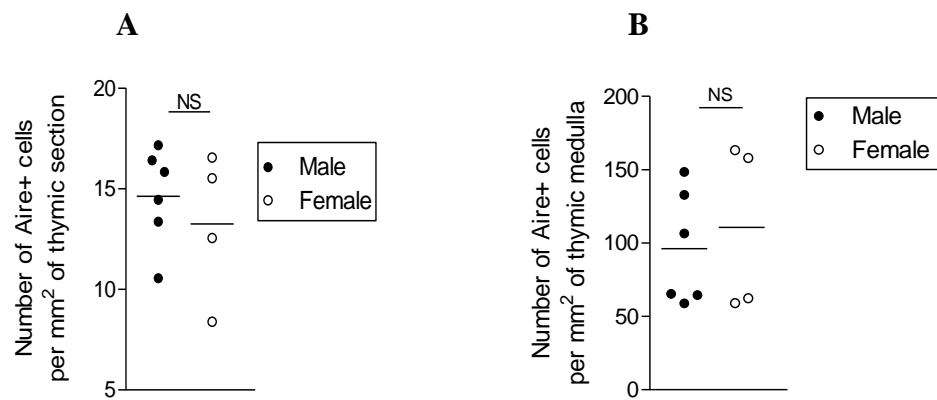 A
Number of Aire+ cells
per mm² of thymic section
20
15
10
5
NS
Male
Female
B
Number of Aire+ cells
per mm² of thymic medulla
200
150
100
50
0
NS
Male
Female